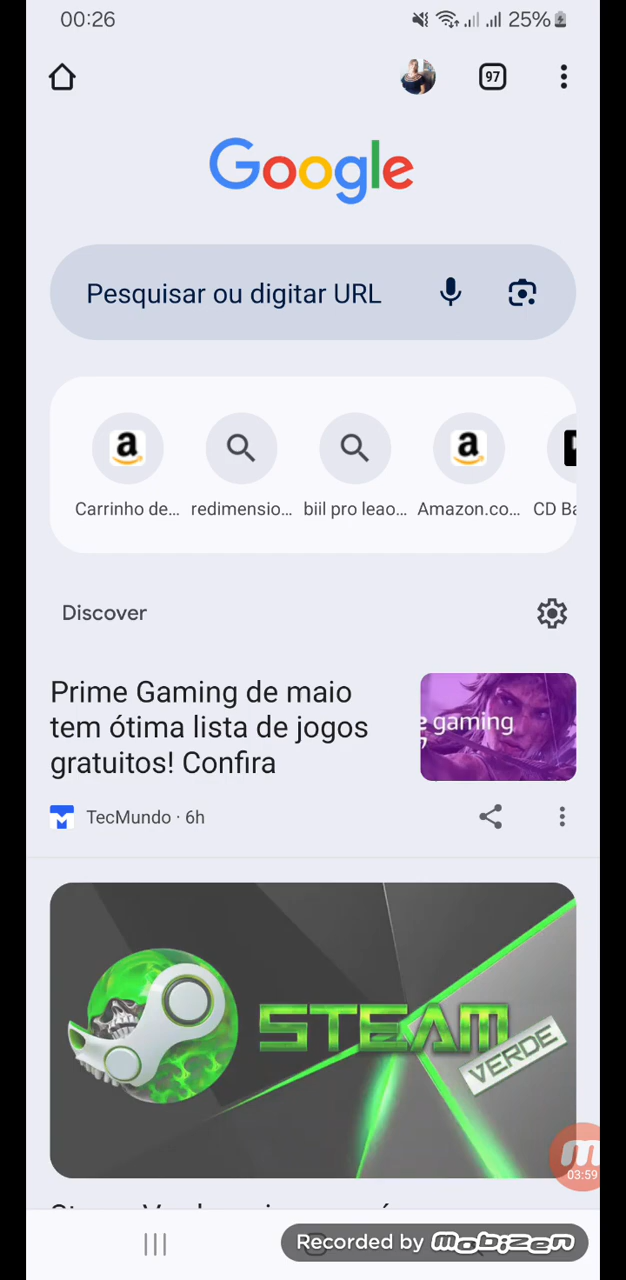 00:26
25%
97
Google
Pesquisar ou digitar URL
Carrinho de...
redimensio...
biil pro leao...
Amazon.co...
CD Ba
Discover
Prime Gaming de maio
tem ótima lista de jogos
gratuitos! Confira
e gaming
TecMundo · 6h
STEAM
VERDE
03:59
Recorded by mobizen